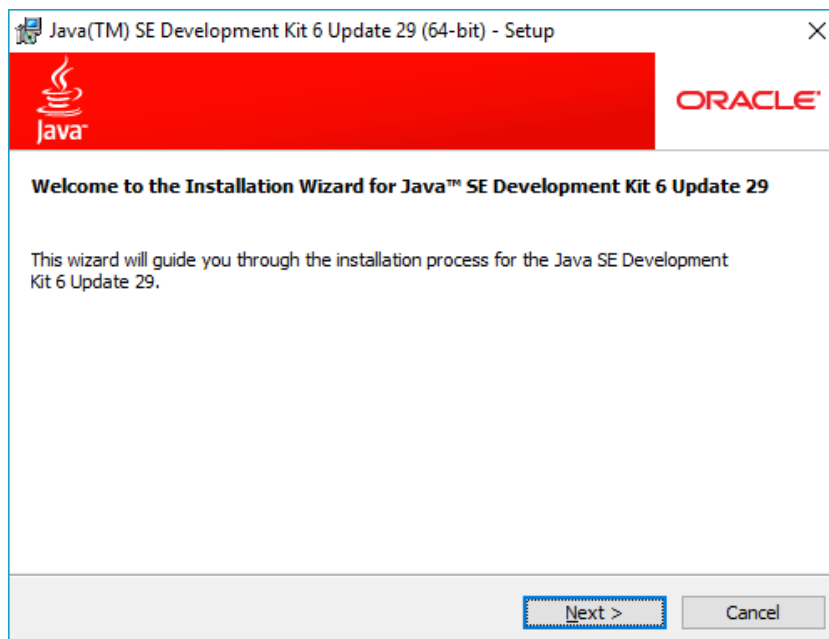 Java(TM) SE Development Kit 6 Update 29 (64-bit) - Setup
Java™
ORACLE®
Welcome to the Installation Wizard for Java™ SE Development Kit 6 Update 29
This wizard will guide you through the installation process for the Java SE Development
Kit 6 Update 29.
Next >
Cancel